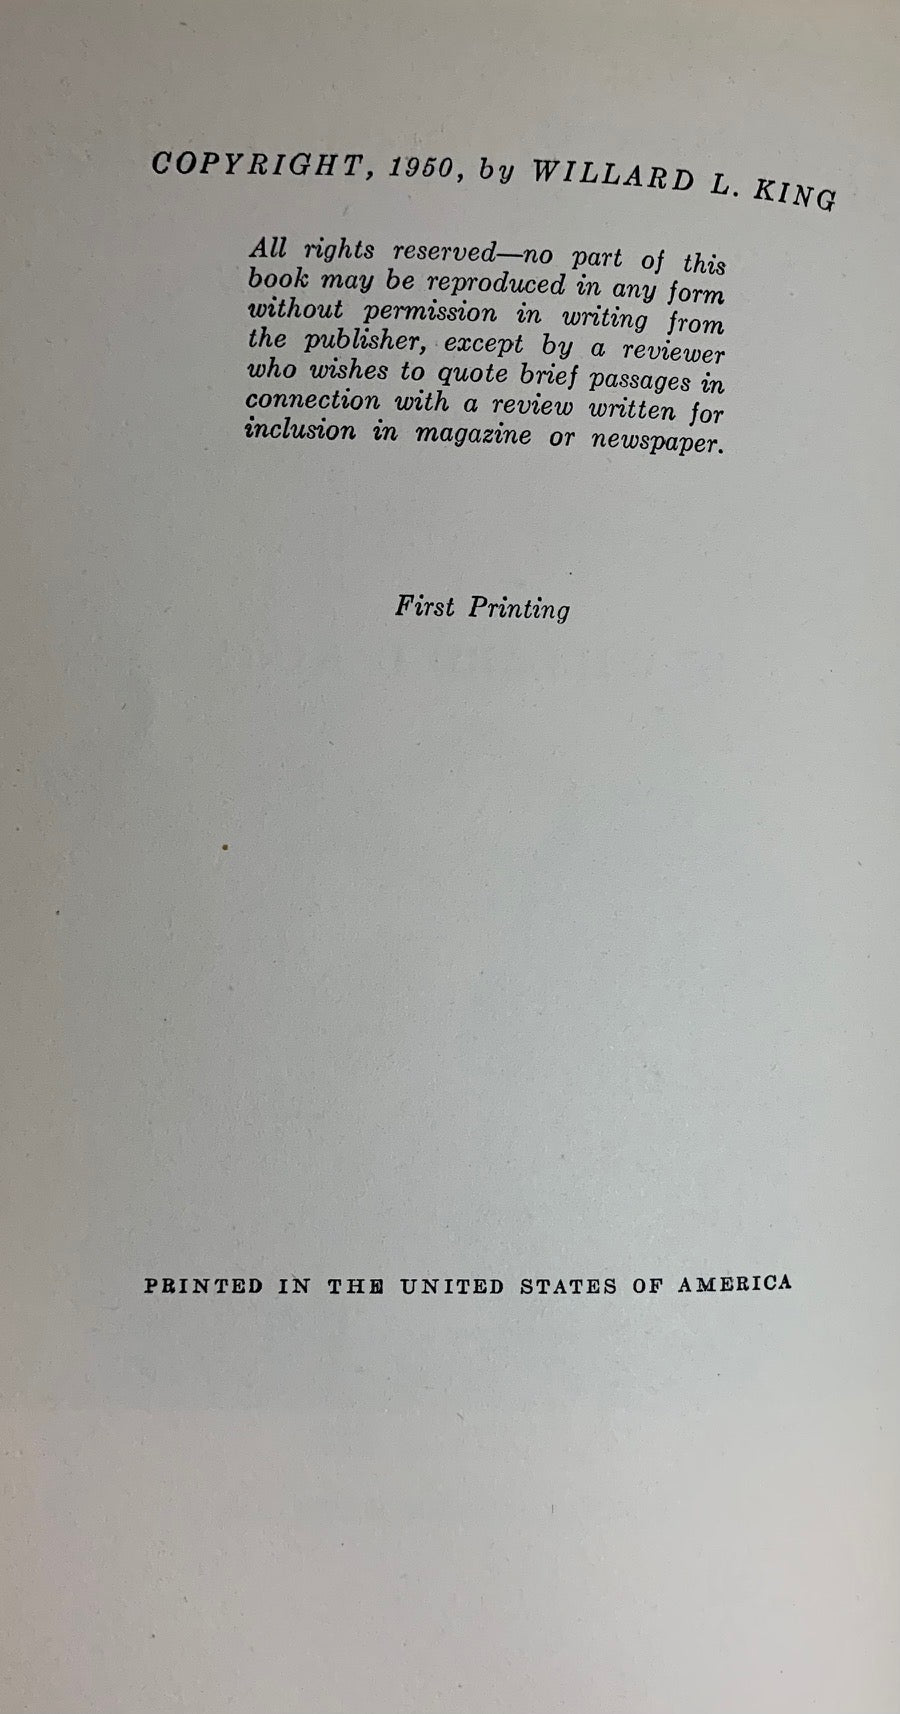 COPYRIGHT, 1950, by WILLARD L. KING
All rights reserved—no part of this
book may be reproduced in any form
without permission in writing from
the publisher, except by a reviewer
who wishes to quote brief passages in
connection with a review written for
inclusion in magazine or newspaper.
First Printing
PRINTED IN THE UNITED STATES OF AMERICA